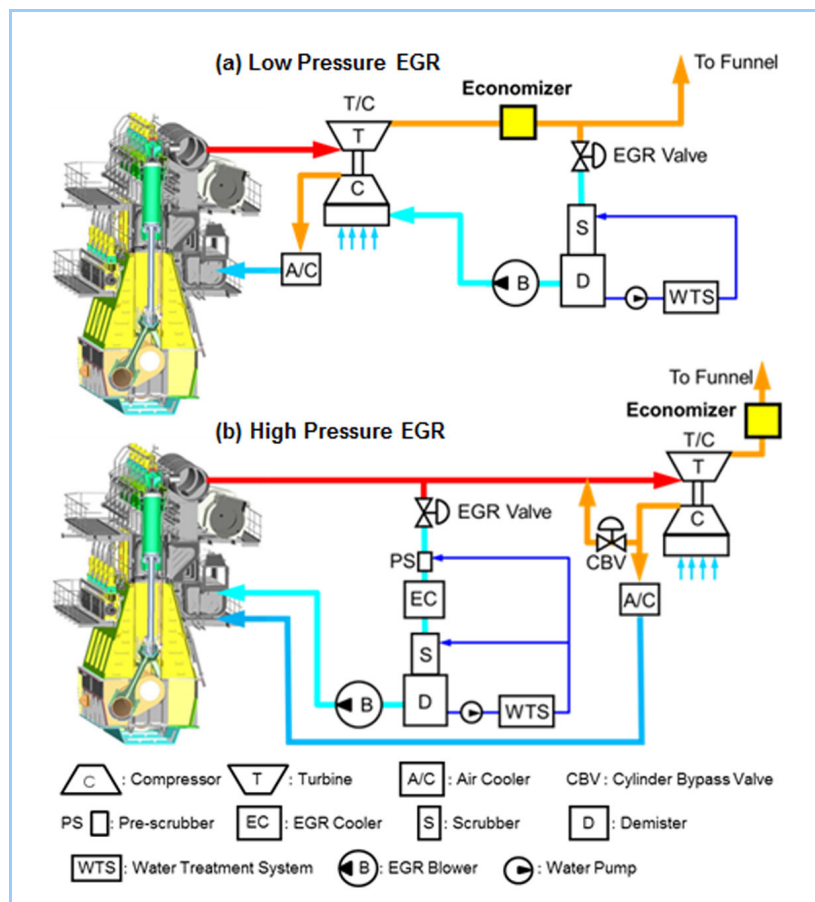 (a) Low Pressure EGR
To Funnel
Economizer
T/C
T
EGR Valve
C
S
A/C
B
D
WTS
To Funnel
Economizer
(b) High Pressure EGR
T/C
T
EGR Valve
C
PS
CBV
EC
A/C
S
B
D
WTS
C : Compressor T : Turbine A/C : Air Cooler CBV : Cylinder Bypass Valve
PS : Pre-scrubber EC : EGR Cooler S : Scrubber D : Demister
WTS : Water Treatment System B : EGR Blower : Water Pump